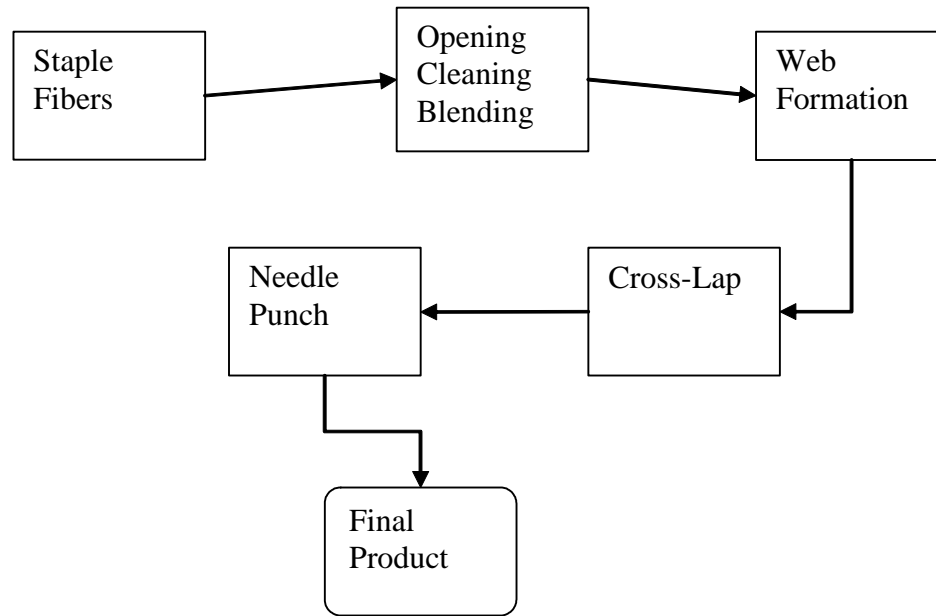 Staple
Fibers
Opening
Cleaning
Blending
Web
Formation
Cross-Lap
Needle
Punch
Final
Product